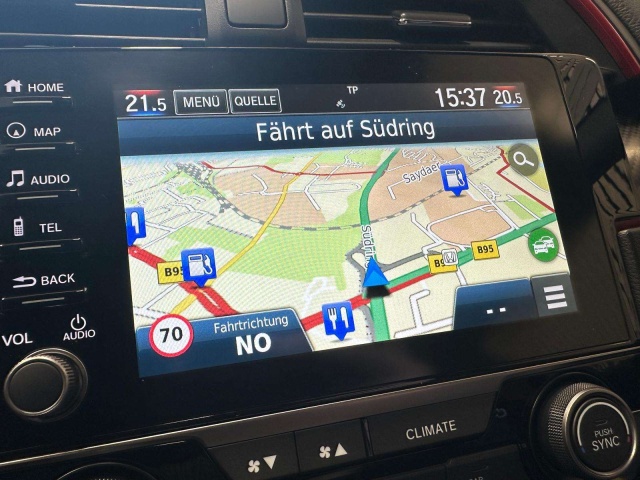 HOME
MAP
AUDIO
TEL
BACK
VOL
AUDIO
21.5
MENÜ
QUELLE
TP
15:37
20.5
Fährt auf Südring
Saydaer
Südring
B95
B95
70
Fahrtrichtung
NO
--
CLIMATE
PUSH
SYNC